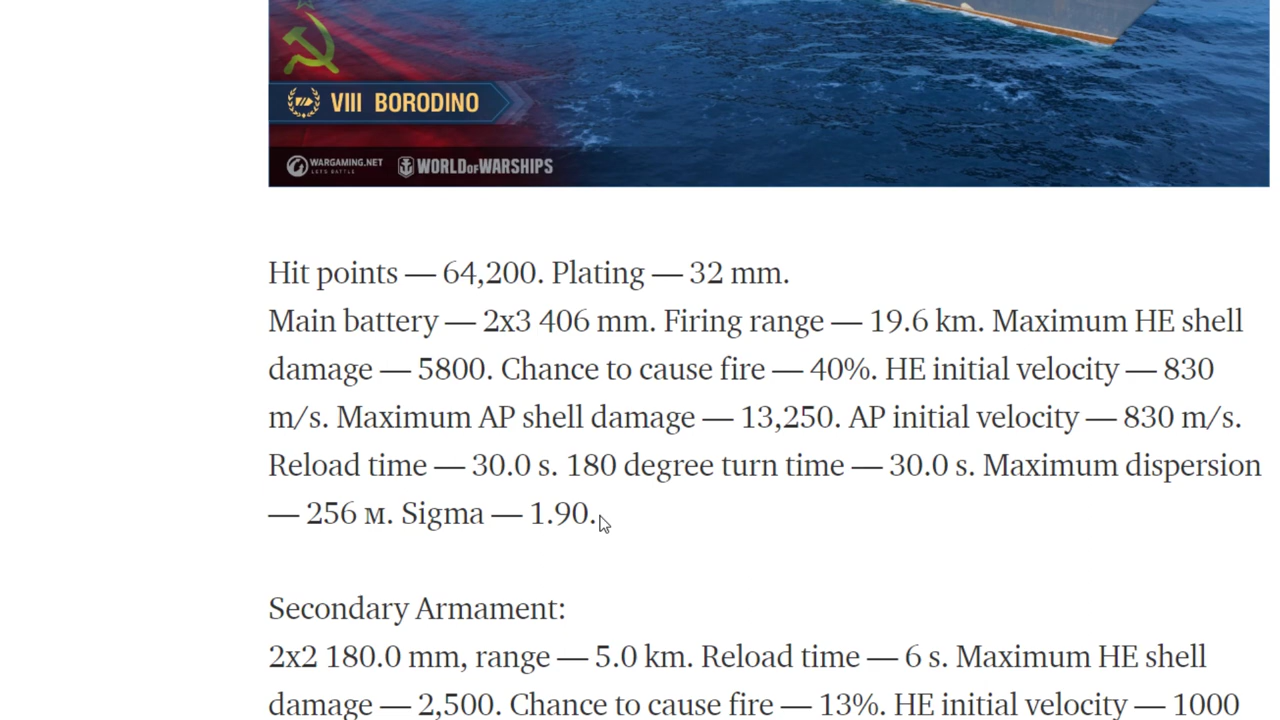 VIII BORODINO
WARGAMING.NET
LET'S BATTLE
WORLD OF WARSHIPS
Hit points — 64,200. Plating — 32 mm.
Main battery — 2x3 406 mm. Firing range — 19.6 km. Maximum HE shell
damage — 5800. Chance to cause fire — 40%. HE initial velocity — 830
m/s. Maximum AP shell damage — 13,250. AP initial velocity — 830 m/s.
Reload time — 30.0 s. 180 degree turn time — 30.0 s. Maximum dispersion
— 256 м. Sigma — 1.90.
Secondary Armament:
2x2 180.0 mm, range — 5.0 km. Reload time — 6 s. Maximum HE shell
damage — 2,500. Chance to cause fire — 13%. HE initial velocity — 1000